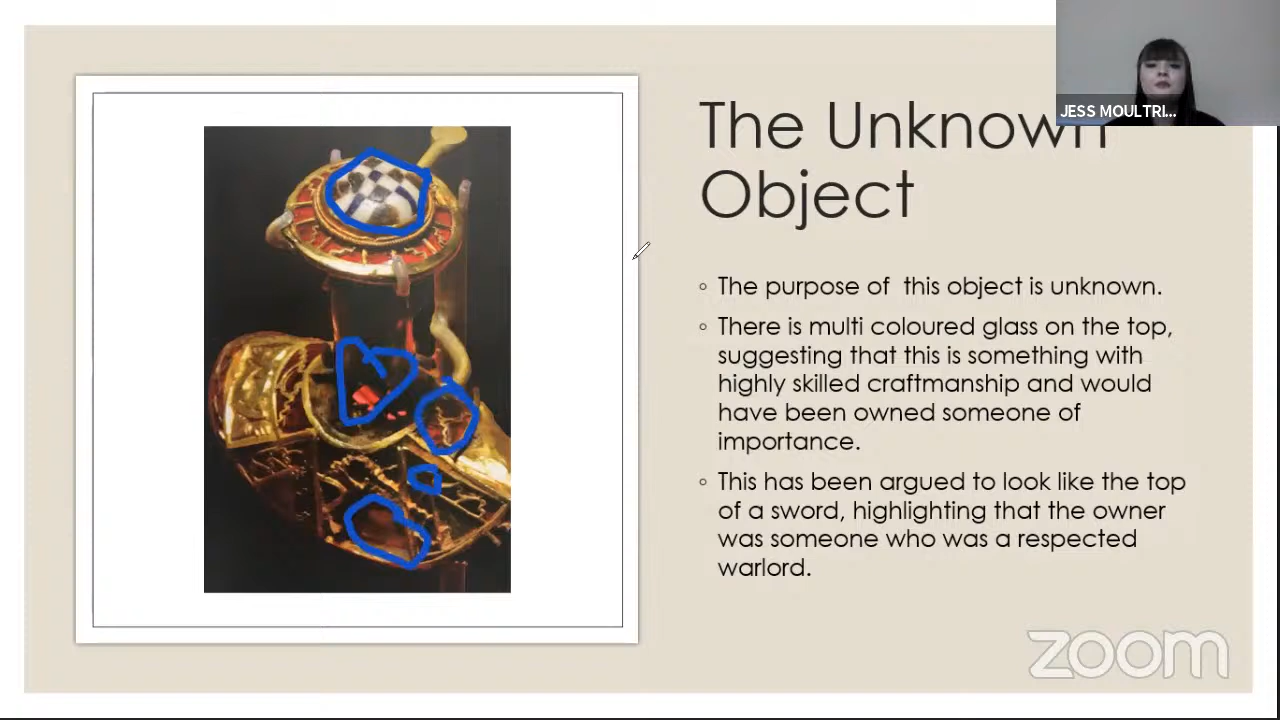 JESS MOULTRI...
The Unknown
Object
◦ The purpose of  this object is unknown.
◦ There is multi coloured glass on the top,
suggesting that this is something with
highly skilled craftmanship and would
have been owned someone of
importance.
◦ This has been argued to look like the top
of a sword, highlighting that the owner
was someone who was a respected
warlord.
zoom